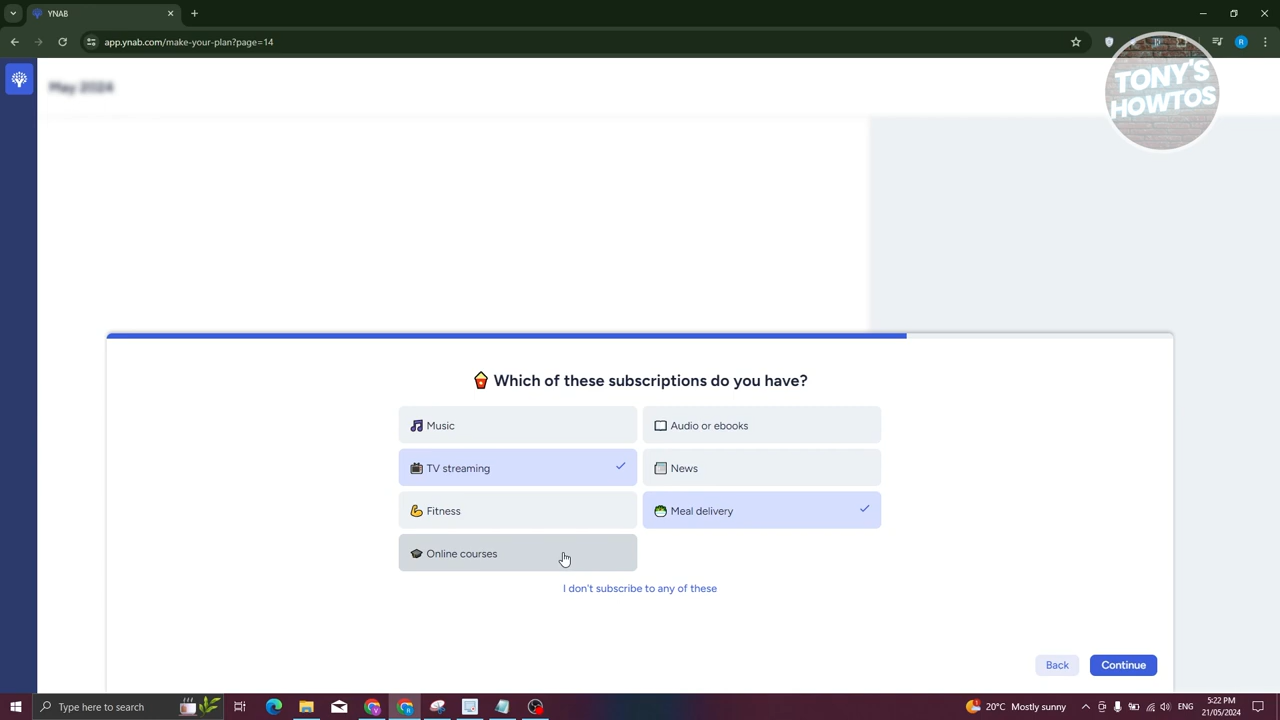 YNAB
app.ynab.com/make-your-plan?page=14
R
TONY'S
HOWTOS
May 2024
Which of these subscriptions do you have?
Music
Audio or ebooks
TV streaming
News
Fitness
Meal delivery
Online courses
I don't subscribe to any of these
Back
Continue
Type here to search
20°C Mostly sunny
ENG
5:22 PM
21/05/2024